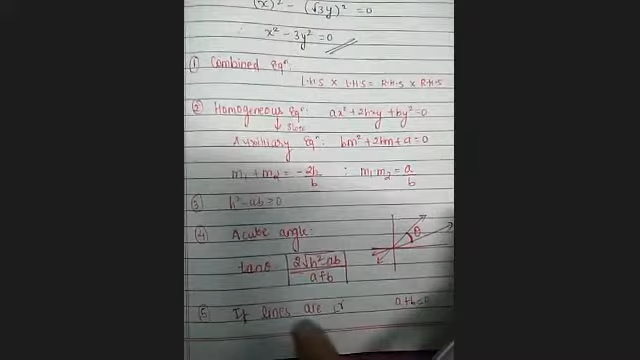 (x)² - (√3y)² = 0
x² - 3y² = 0
① Combined Eqⁿ:
L.H.S × L.H.S = R.H.S × R.H.S
② Homogeneous Eqⁿ: ax² + 2hxy + by² = 0
↓ Slope
Auxiliary Eqⁿ: bm² + 2hm + a = 0
m₁ + m₂ = -2h/b ; m₁.m₂ = a/b
③ h² - ab ≥ 0
④ Acute angle:
θ
tanθ |2√h²-ab / a+b|
⑤ If lines are a+b=0